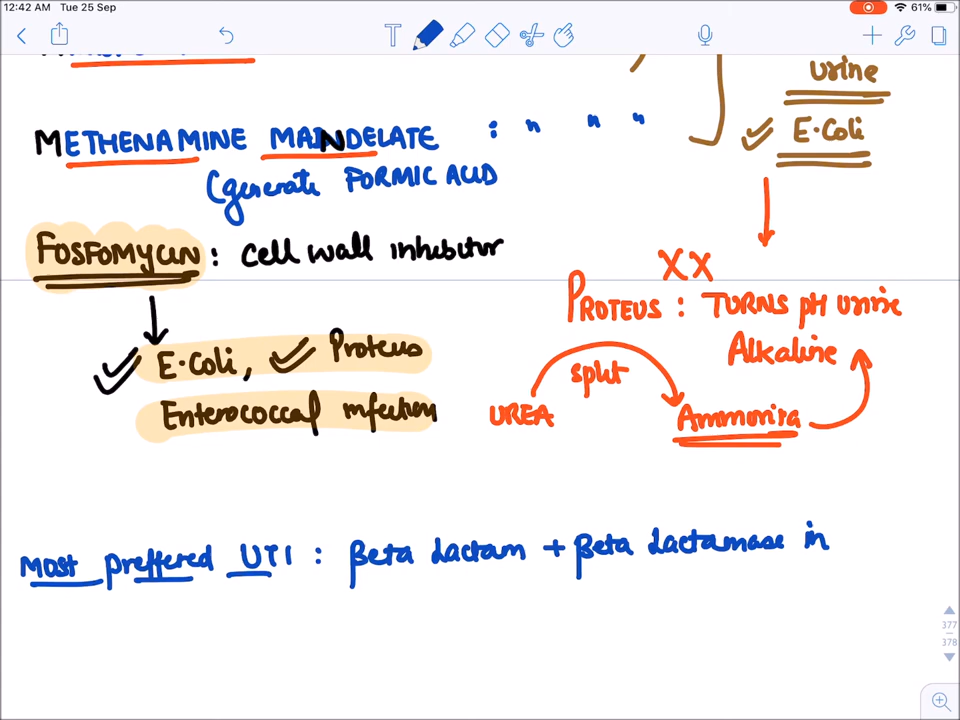 12:42 AM Tue 25 Sep
61%
T
urine
E.Coli
METHENAMINE MANDELATE : " " "
(generate FORMIC ACID
FOSFOMYCIN : cell wall inhibitor
XX
PROTEUS : TURNS pH urine
Alkaline
E.Coli, Proteus
split
Enterococcal infection
UREA
Ammonia
Most preffered UTI : Beta Lactam + Beta Lactamase in
377
378